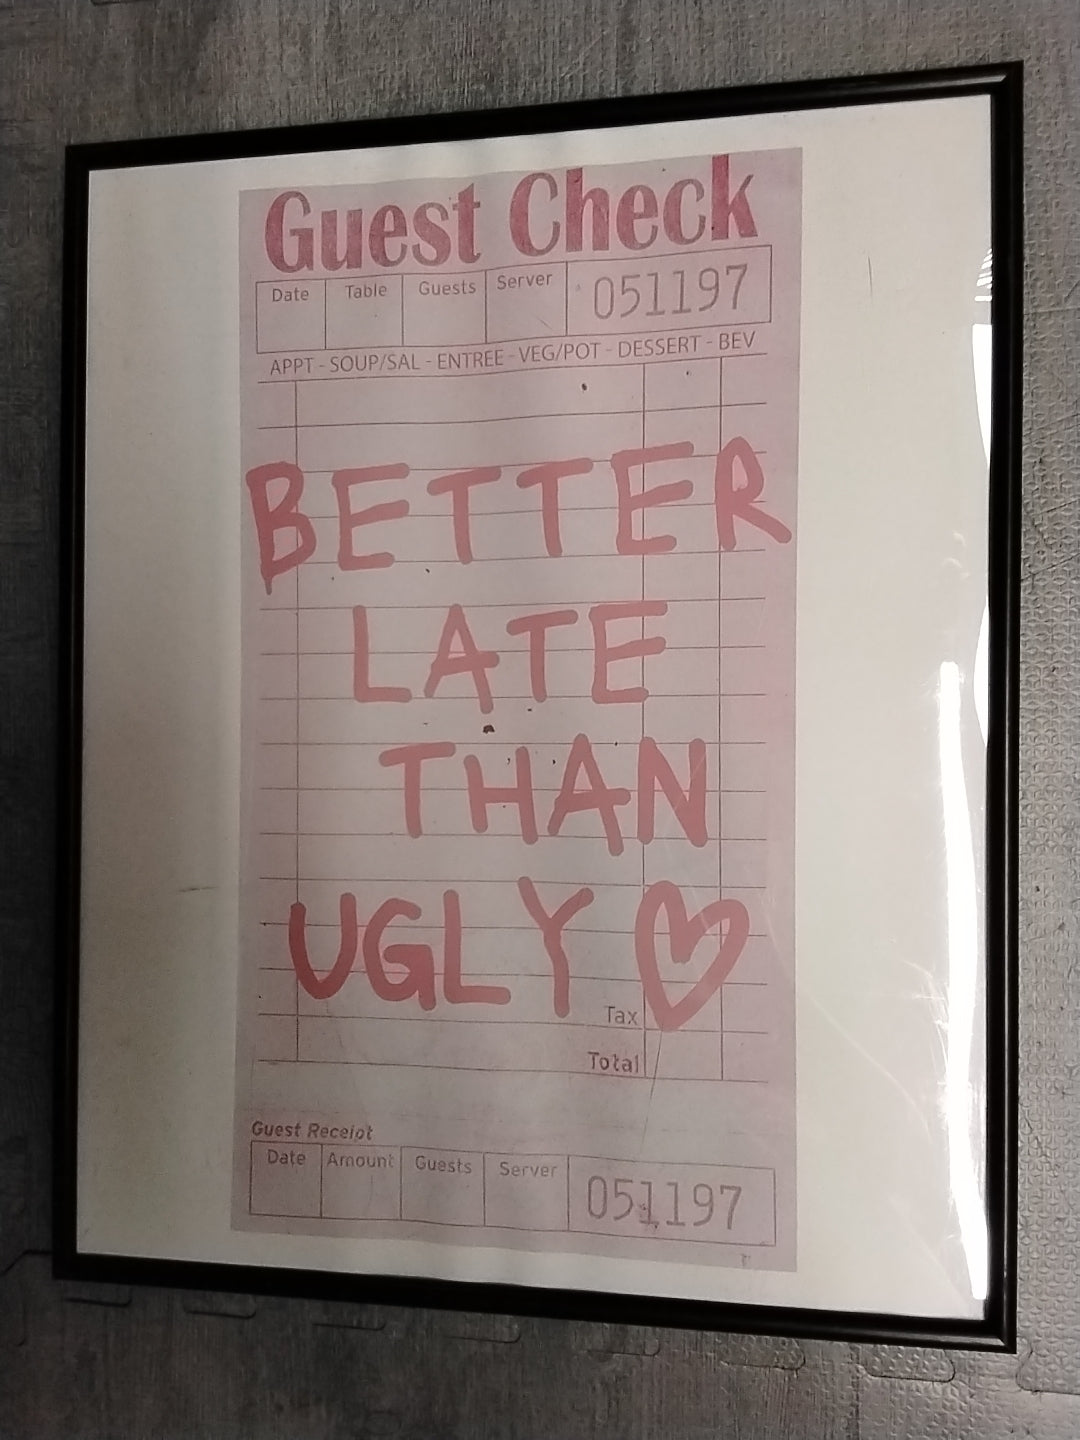 Guest Check
Date Table Guests Server 051197
APPT - SOUP/SAL - ENTREE - VEG/POT - DESSERT - BEV
BETTER
LATE
THAN
UGLY
Tax
Total
Guest Receipt
Date Amount Guests Server 051197